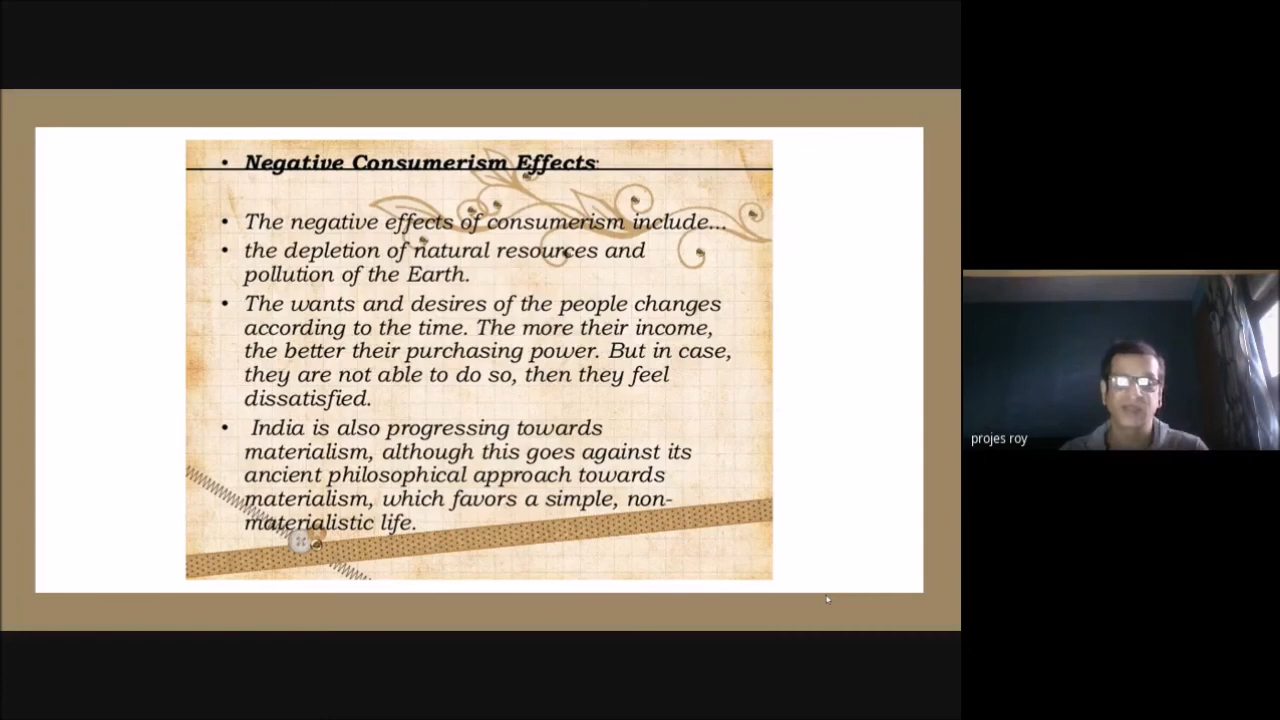 • Negative Consumerism Effects:
• The negative effects of consumerism include...
• the depletion of natural resources and
pollution of the Earth.
• The wants and desires of the people changes
according to the time. The more their income,
the better their purchasing power. But in case,
they are not able to do so, then they feel
dissatisfied.
• India is also progressing towards
materialism, although this goes against its
ancient philosophical approach towards
materialism, which favors a simple, non-
materialistic life.
projes roy